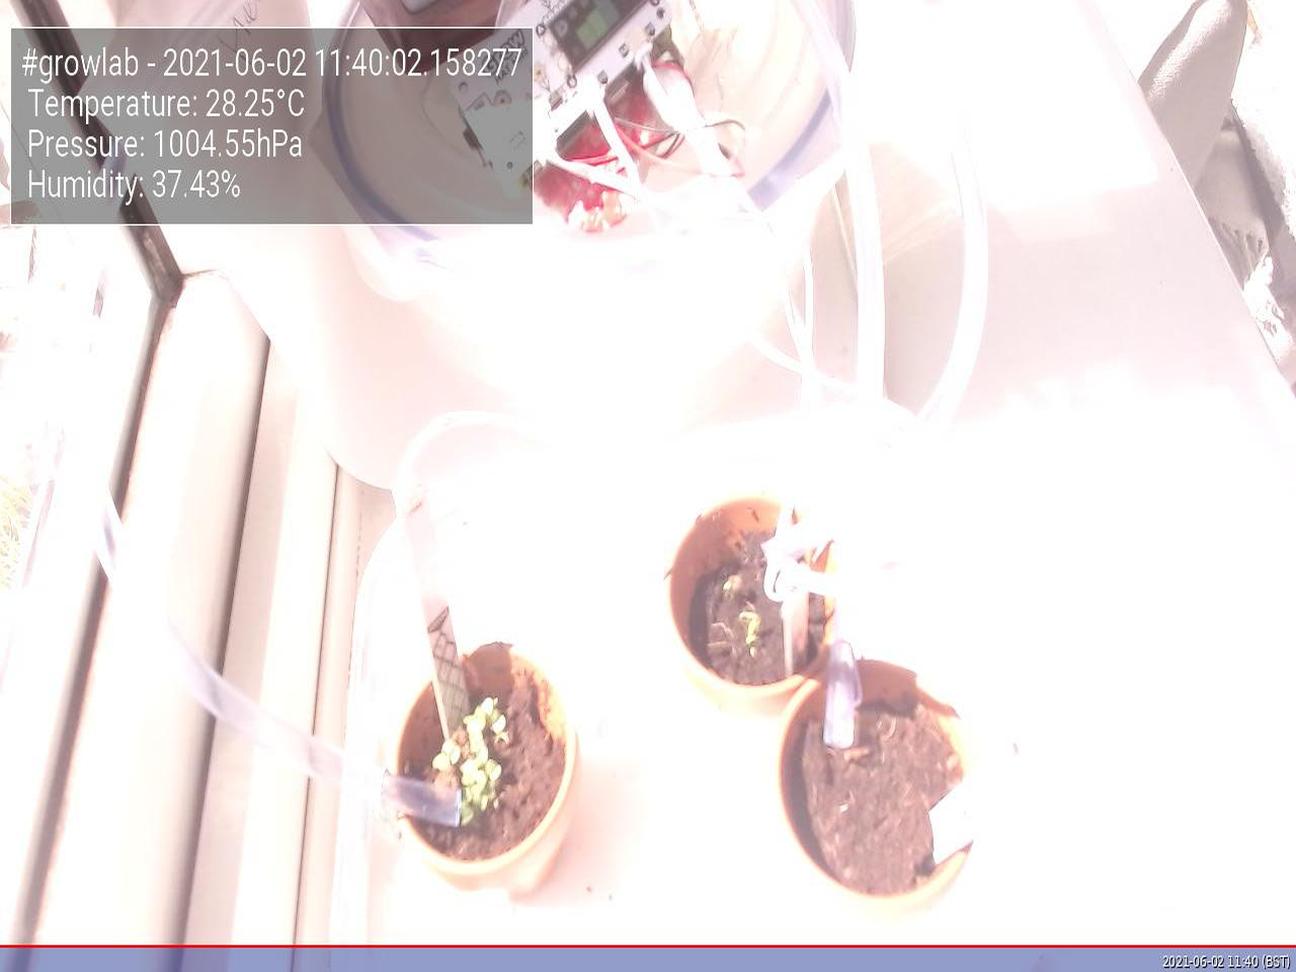 #growlab - 2021-06-02 11:40:02.158277
Temperature: 28.25°C
Pressure: 1004.55hPa
Humidity: 37.43%
2021-06-02 11:40 (BST)